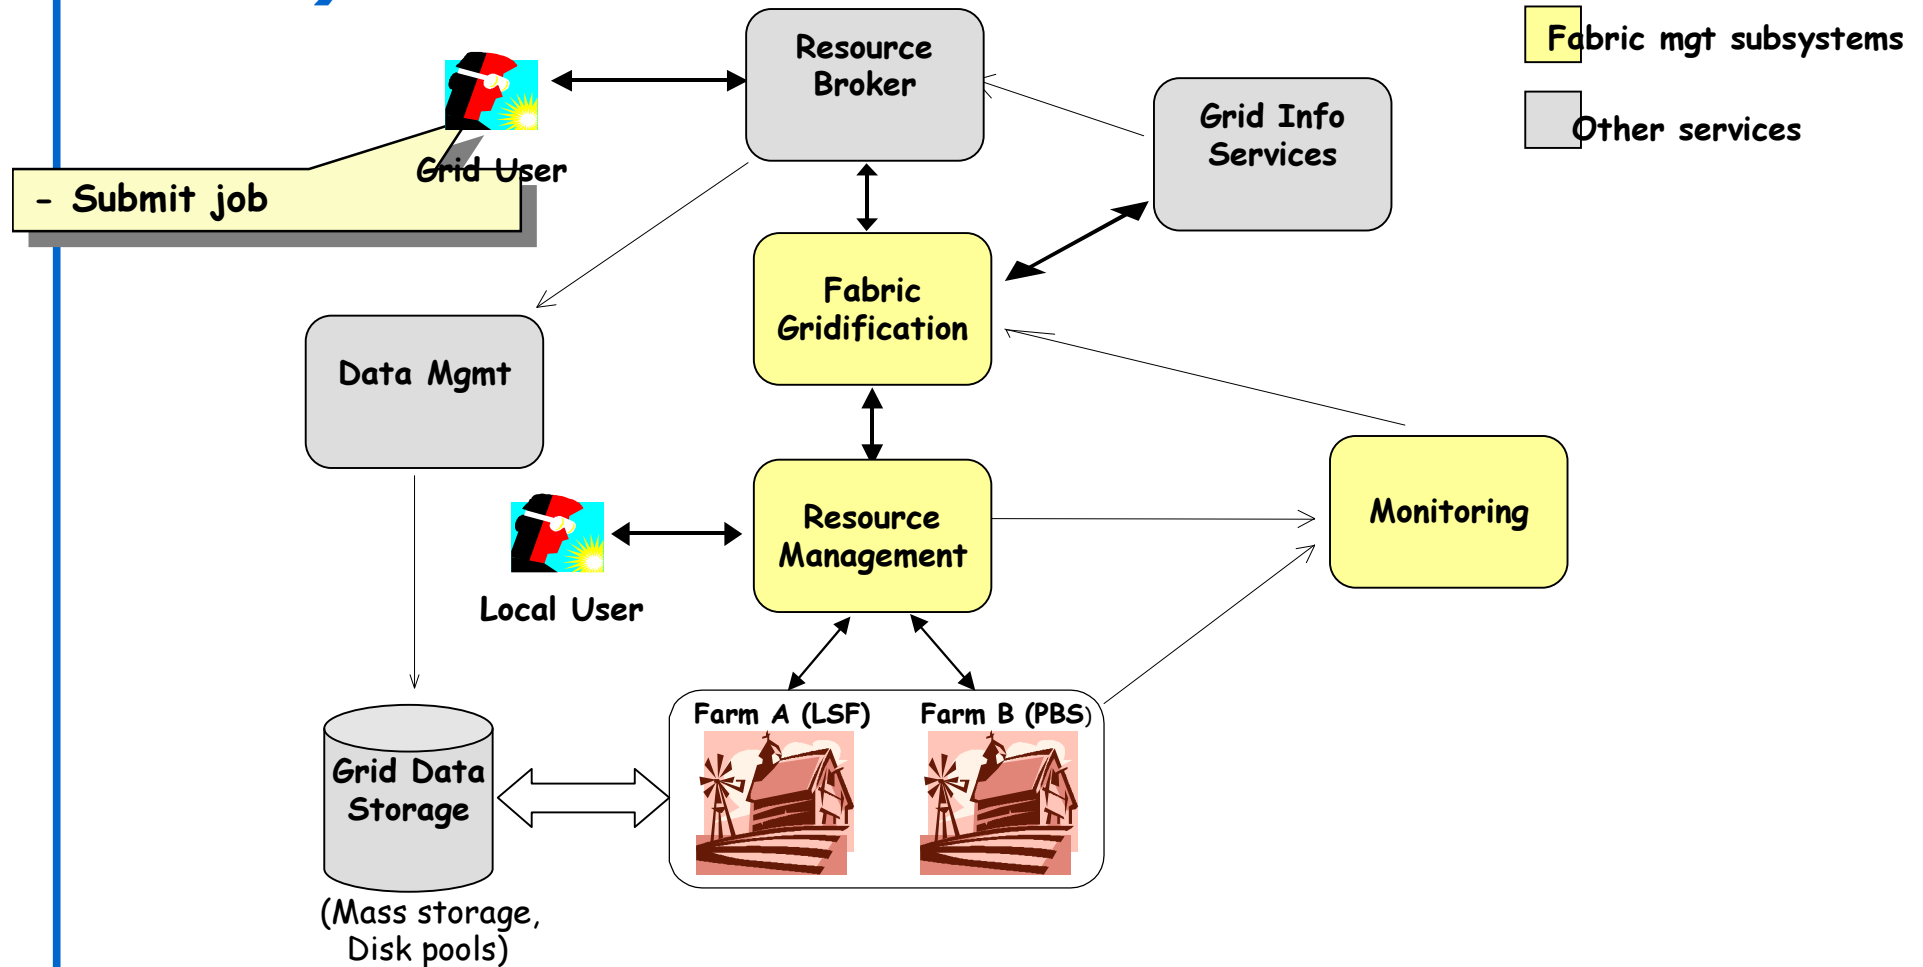 Resource
Broker
Fabric mgt subsystems
Grid Info
Services
Other services
Grid User
- Submit job
Fabric
Gridification
Data Mgmt
Resource
Management
Monitoring
Local User
Farm A (LSF)
Farm B (PBS)
Grid Data
Storage
(Mass storage,
Disk pools)